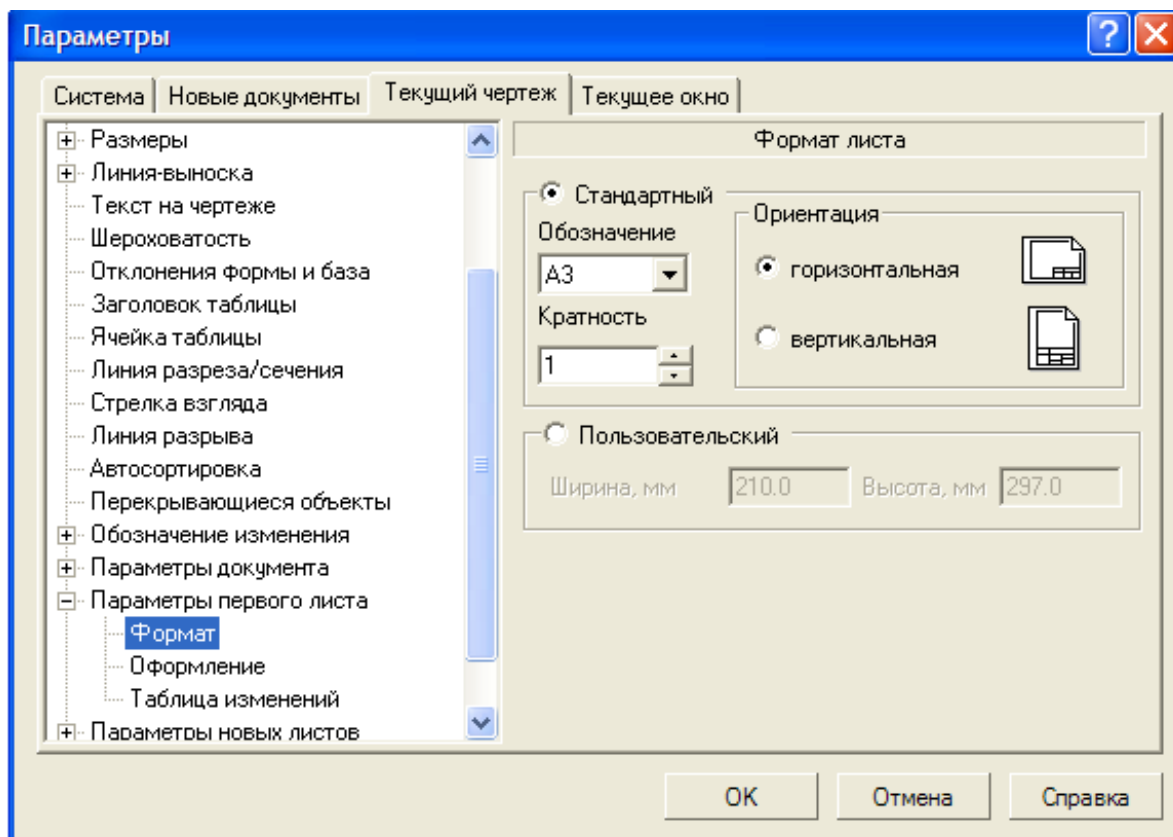 Параметры
Система
Новые документы
Текущий чертеж
Текущее окно
Размеры
Линия-выноска
Текст на чертеже
Шероховатость
Отклонения формы и база
Заголовок таблицы
Ячейка таблицы
Линия разреза/сечения
Стрелка взгляда
Линия разрыва
Автосортировка
Перекрывающиеся объекты
Обозначение изменения
Параметры документа
Параметры первого листа
Формат
Оформление
Таблица изменений
Параметры новых листов
Формат листа
Стандартный
Обозначение
А3
Кратность
1
Ориентация
горизонтальная
вертикальная
Пользовательский
Ширина, мм 210.0 Высота, мм 297.0
ОК Отмена Справка